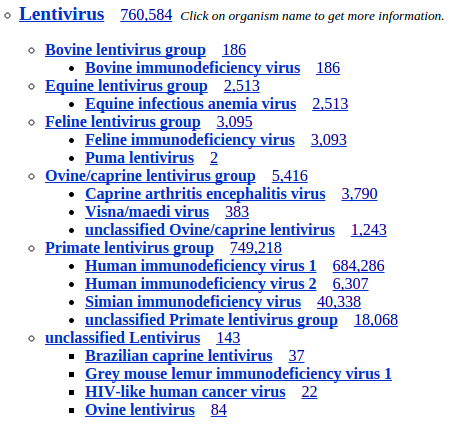 Lentivirus 760,584 Click on organism name to get more information.
Bovine lentivirus group 186
Bovine immunodeficiency virus 186
Equine lentivirus group 2,513
Equine infectious anemia virus 2,513
Feline lentivirus group 3,095
Feline immunodeficiency virus 3,093
Puma lentivirus 2
Ovine/caprine lentivirus group 5,416
Caprine arthritis encephalitis virus 3,790
Visna/maedi virus 383
unclassified Ovine/caprine lentivirus 1,243
Primate lentivirus group 749,218
Human immunodeficiency virus 1 684,286
Human immunodeficiency virus 2 6,307
Simian immunodeficiency virus 40,338
unclassified Primate lentivirus group 18,068
unclassified Lentivirus 143
Brazilian caprine lentivirus 37
Grey mouse lemur immunodeficiency virus 1
HIV-like human cancer virus 22
Ovine lentivirus 84